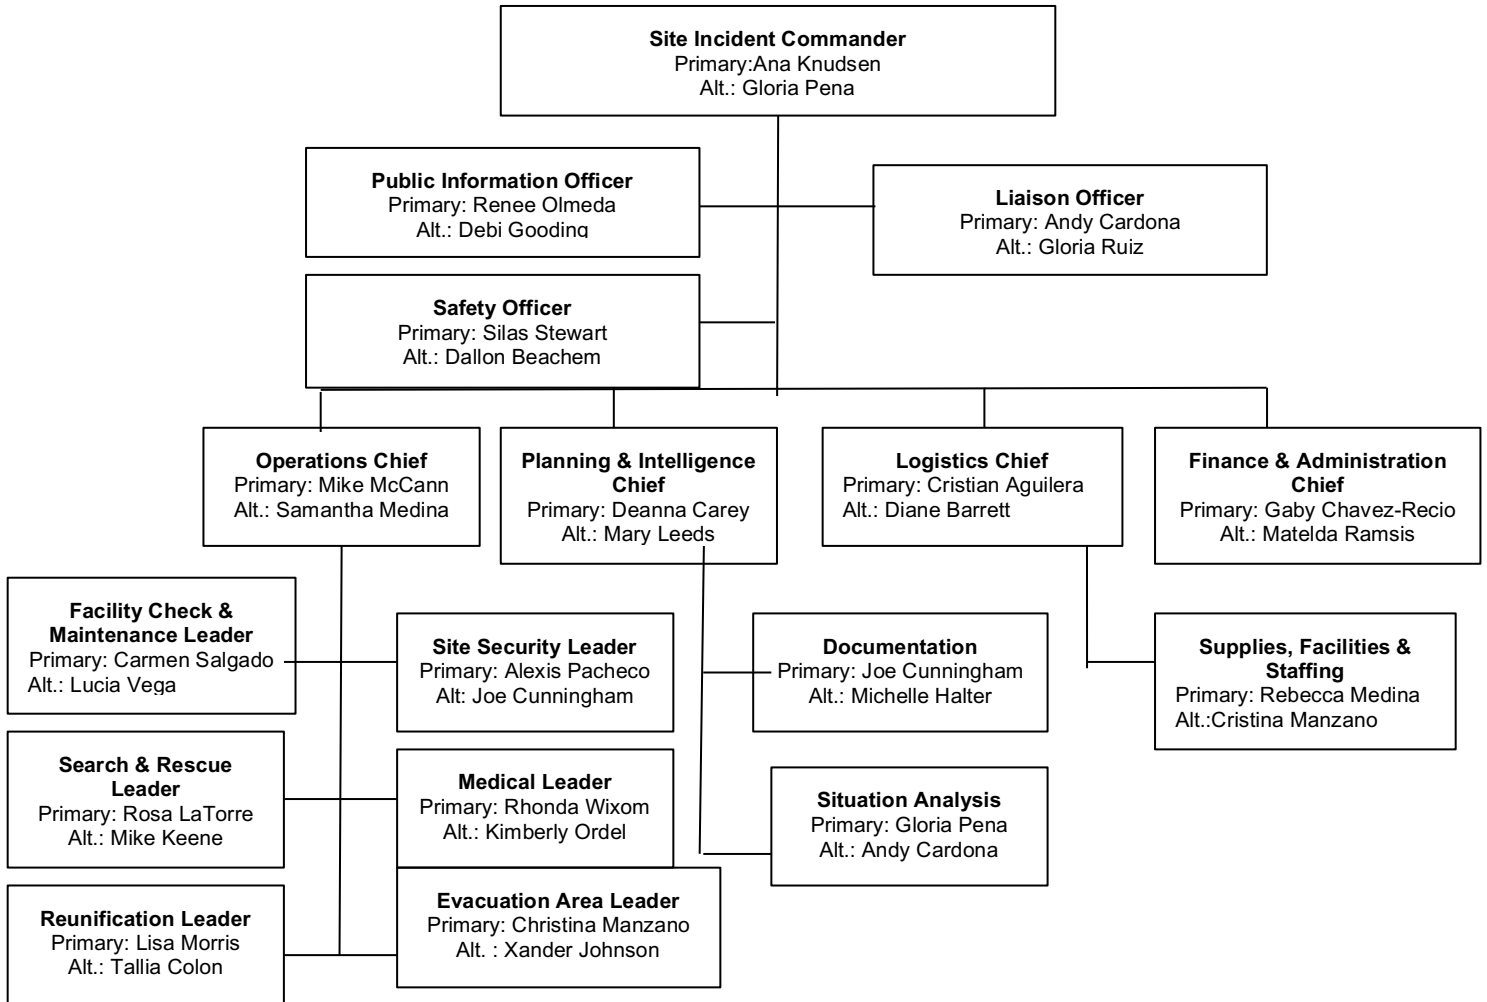 Site Incident Commander
Primary:Ana Knudsen
Alt.: Gloria Pena
Public Information Officer
Primary: Renee Olmeda
Alt.: Debi Gooding
Liaison Officer
Primary: Andy Cardona
Alt.: Gloria Ruiz
Safety Officer
Primary: Silas Stewart
Alt.: Dallon Beachem
Operations Chief
Primary: Mike McCann
Alt.: Samantha Medina
Planning & Intelligence
Chief
Primary: Deanna Carey
Alt.: Mary Leeds
Logistics Chief
Primary: Cristian Aguilera
Alt.: Diane Barrett
Finance & Administration
Chief
Primary: Gaby Chavez-Recio
Alt.: Matelda Ramsis
Facility Check &
Maintenance Leader
Primary: Carmen Salgado
Alt.: Lucia Vega
Site Security Leader
Primary: Alexis Pacheco
Alt: Joe Cunningham
Documentation
Primary: Joe Cunningham
Alt.: Michelle Halter
Supplies, Facilities &
Staffing
Primary: Rebecca Medina
Alt.:Cristina Manzano
Search & Rescue
Leader
Primary: Rosa LaTorre
Alt.: Mike Keene
Medical Leader
Primary: Rhonda Wixom
Alt.: Kimberly Ordel
Situation Analysis
Primary: Gloria Pena
Alt.: Andy Cardona
Reunification Leader
Primary: Lisa Morris
Alt.: Tallia Colon
Evacuation Area Leader
Primary: Christina Manzano
Alt. : Xander Johnson